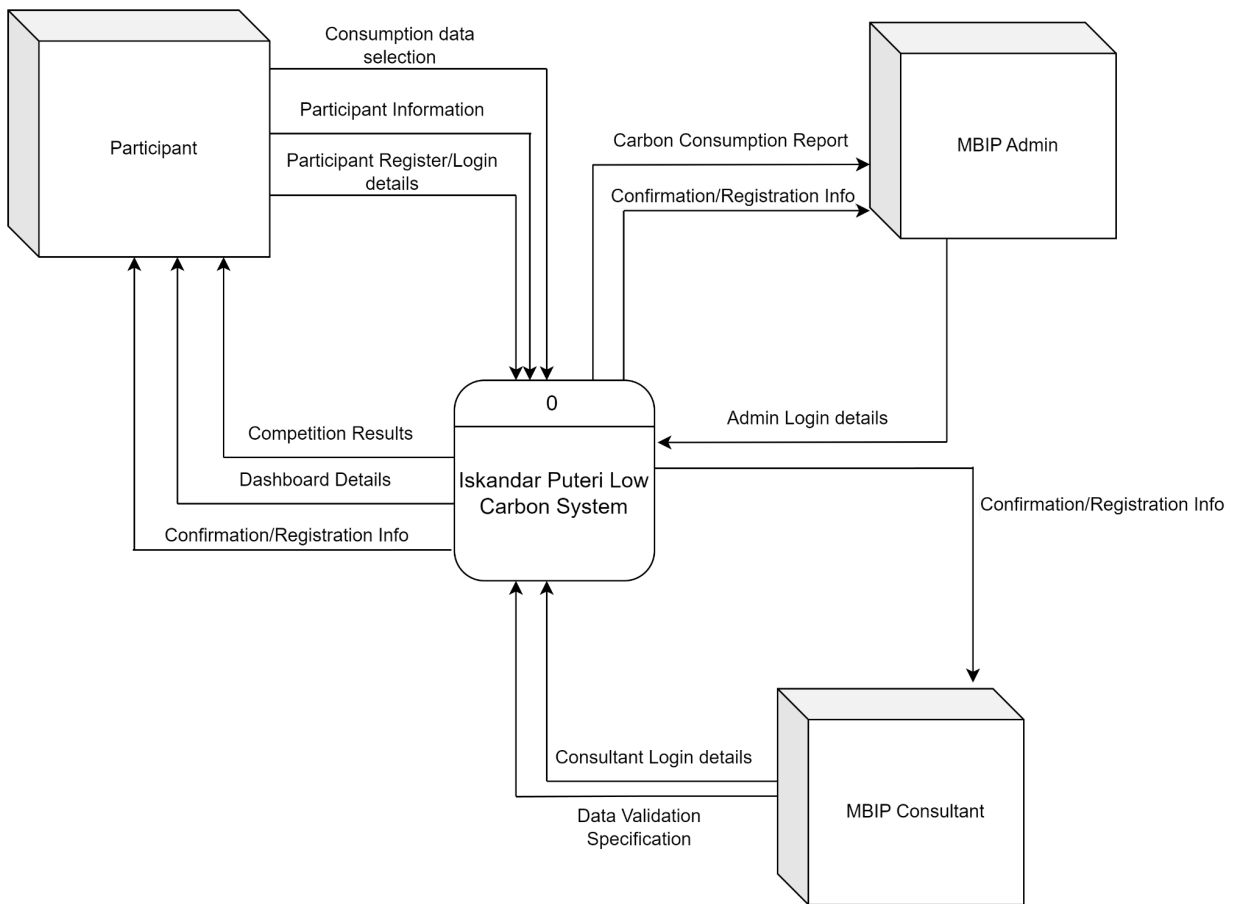 Consumption data
selection
Participant
Participant Information
Participant Register/Login
details
Carbon Consumption Report
Confirmation/Registration Info
MBIP Admin
0
Iskandar Puteri Low
Carbon System
Competition Results
Dashboard Details
Confirmation/Registration Info
Admin Login details
Confirmation/Registration Info
Consultant Login details
Data Validation
Specification
MBIP Consultant